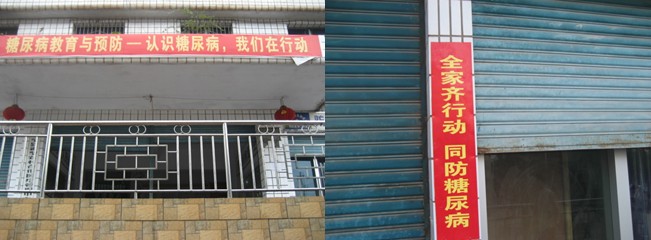 糖尿病教育与预防—认识糖尿病，我们在行动
全家齐行动 同防糖尿病